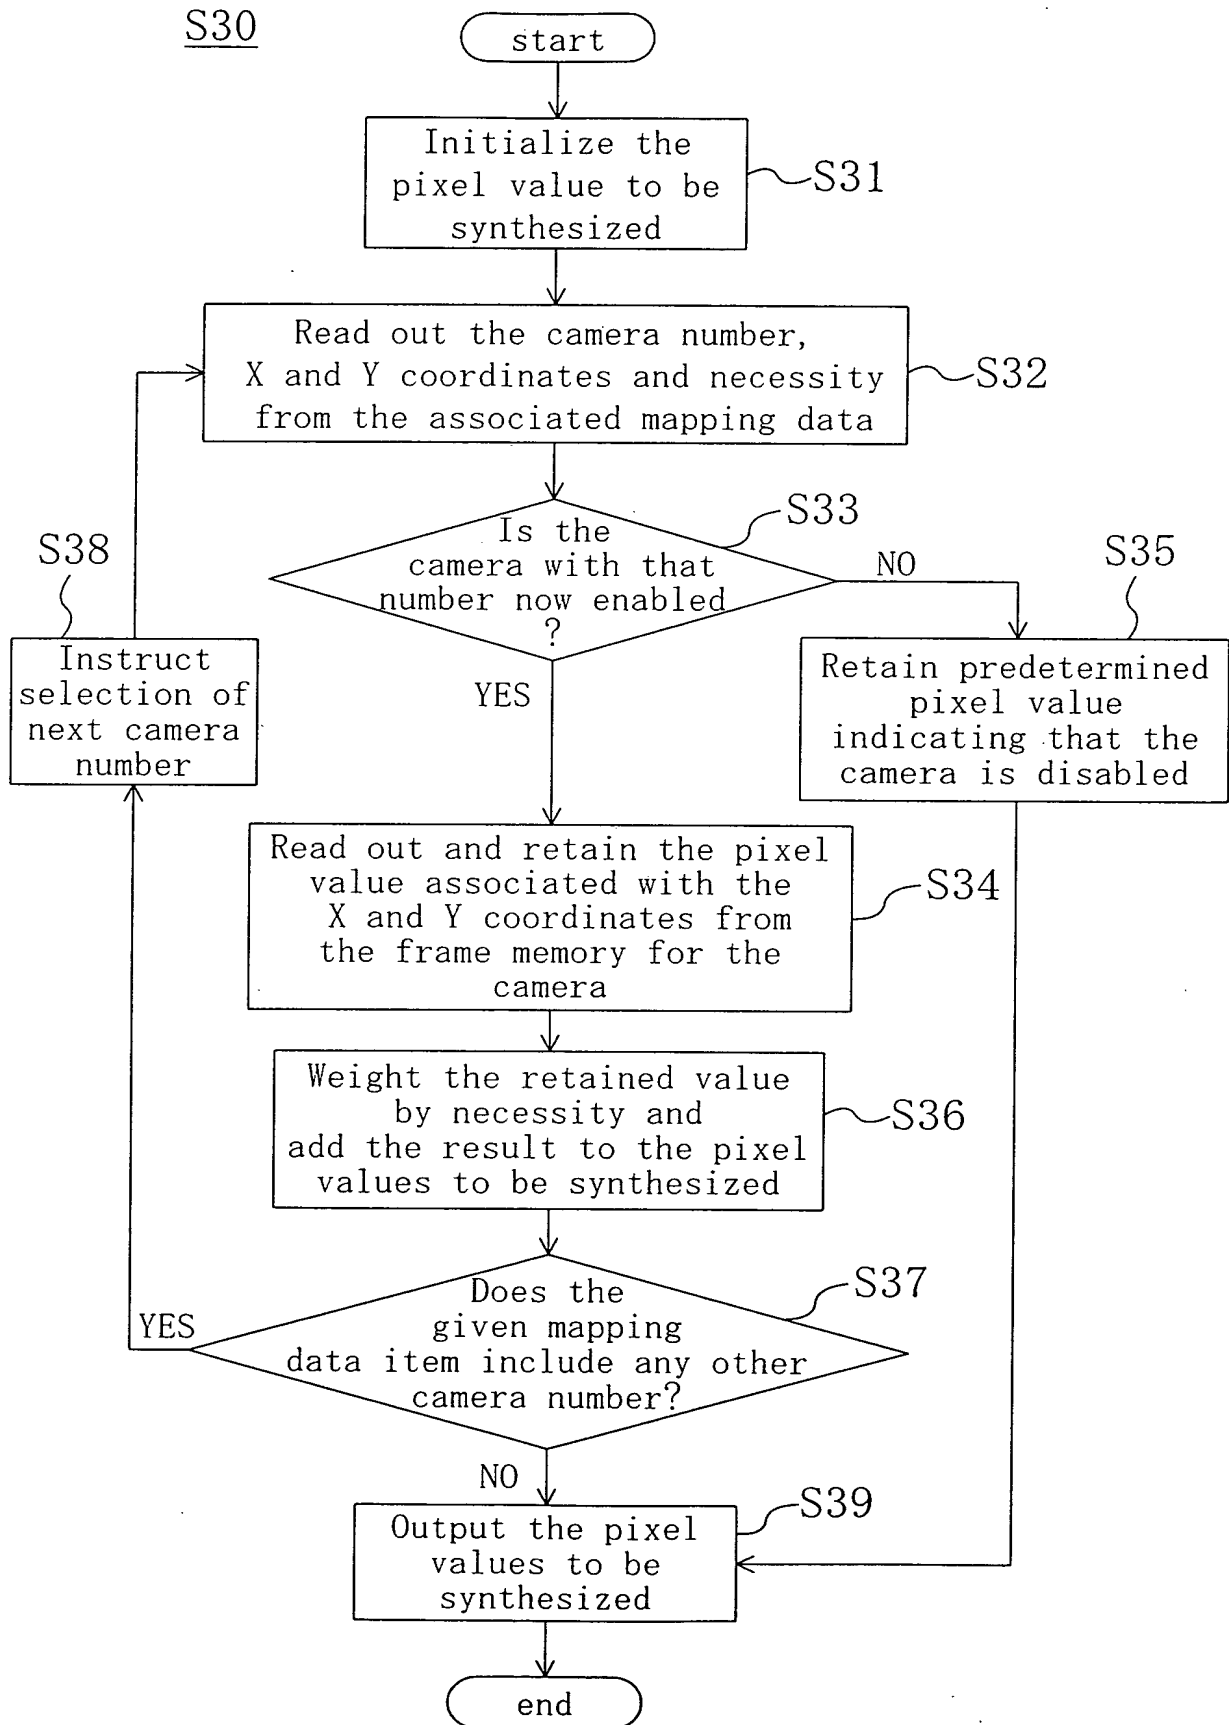 S30
start
Initialize the
pixel value to be
synthesized
S31
Read out the camera number,
X and Y coordinates and necessity
from the associated mapping data
S32
Is the
camera with that
number now enabled
?
S33
NO
YES
S35
Retain predetermined
pixel value
indicating that the
camera is disabled
S38
Instruct
selection of
next camera
number
Read out and retain the pixel
value associated with the
X and Y coordinates from
the frame memory for the
camera
S34
Weight the retained value
by necessity and
add the result to the pixel
values to be synthesized
S36
Does the
given mapping
data item include any other
camera number?
S37
YES
NO
Output the pixel
values to be
synthesized
S39
end